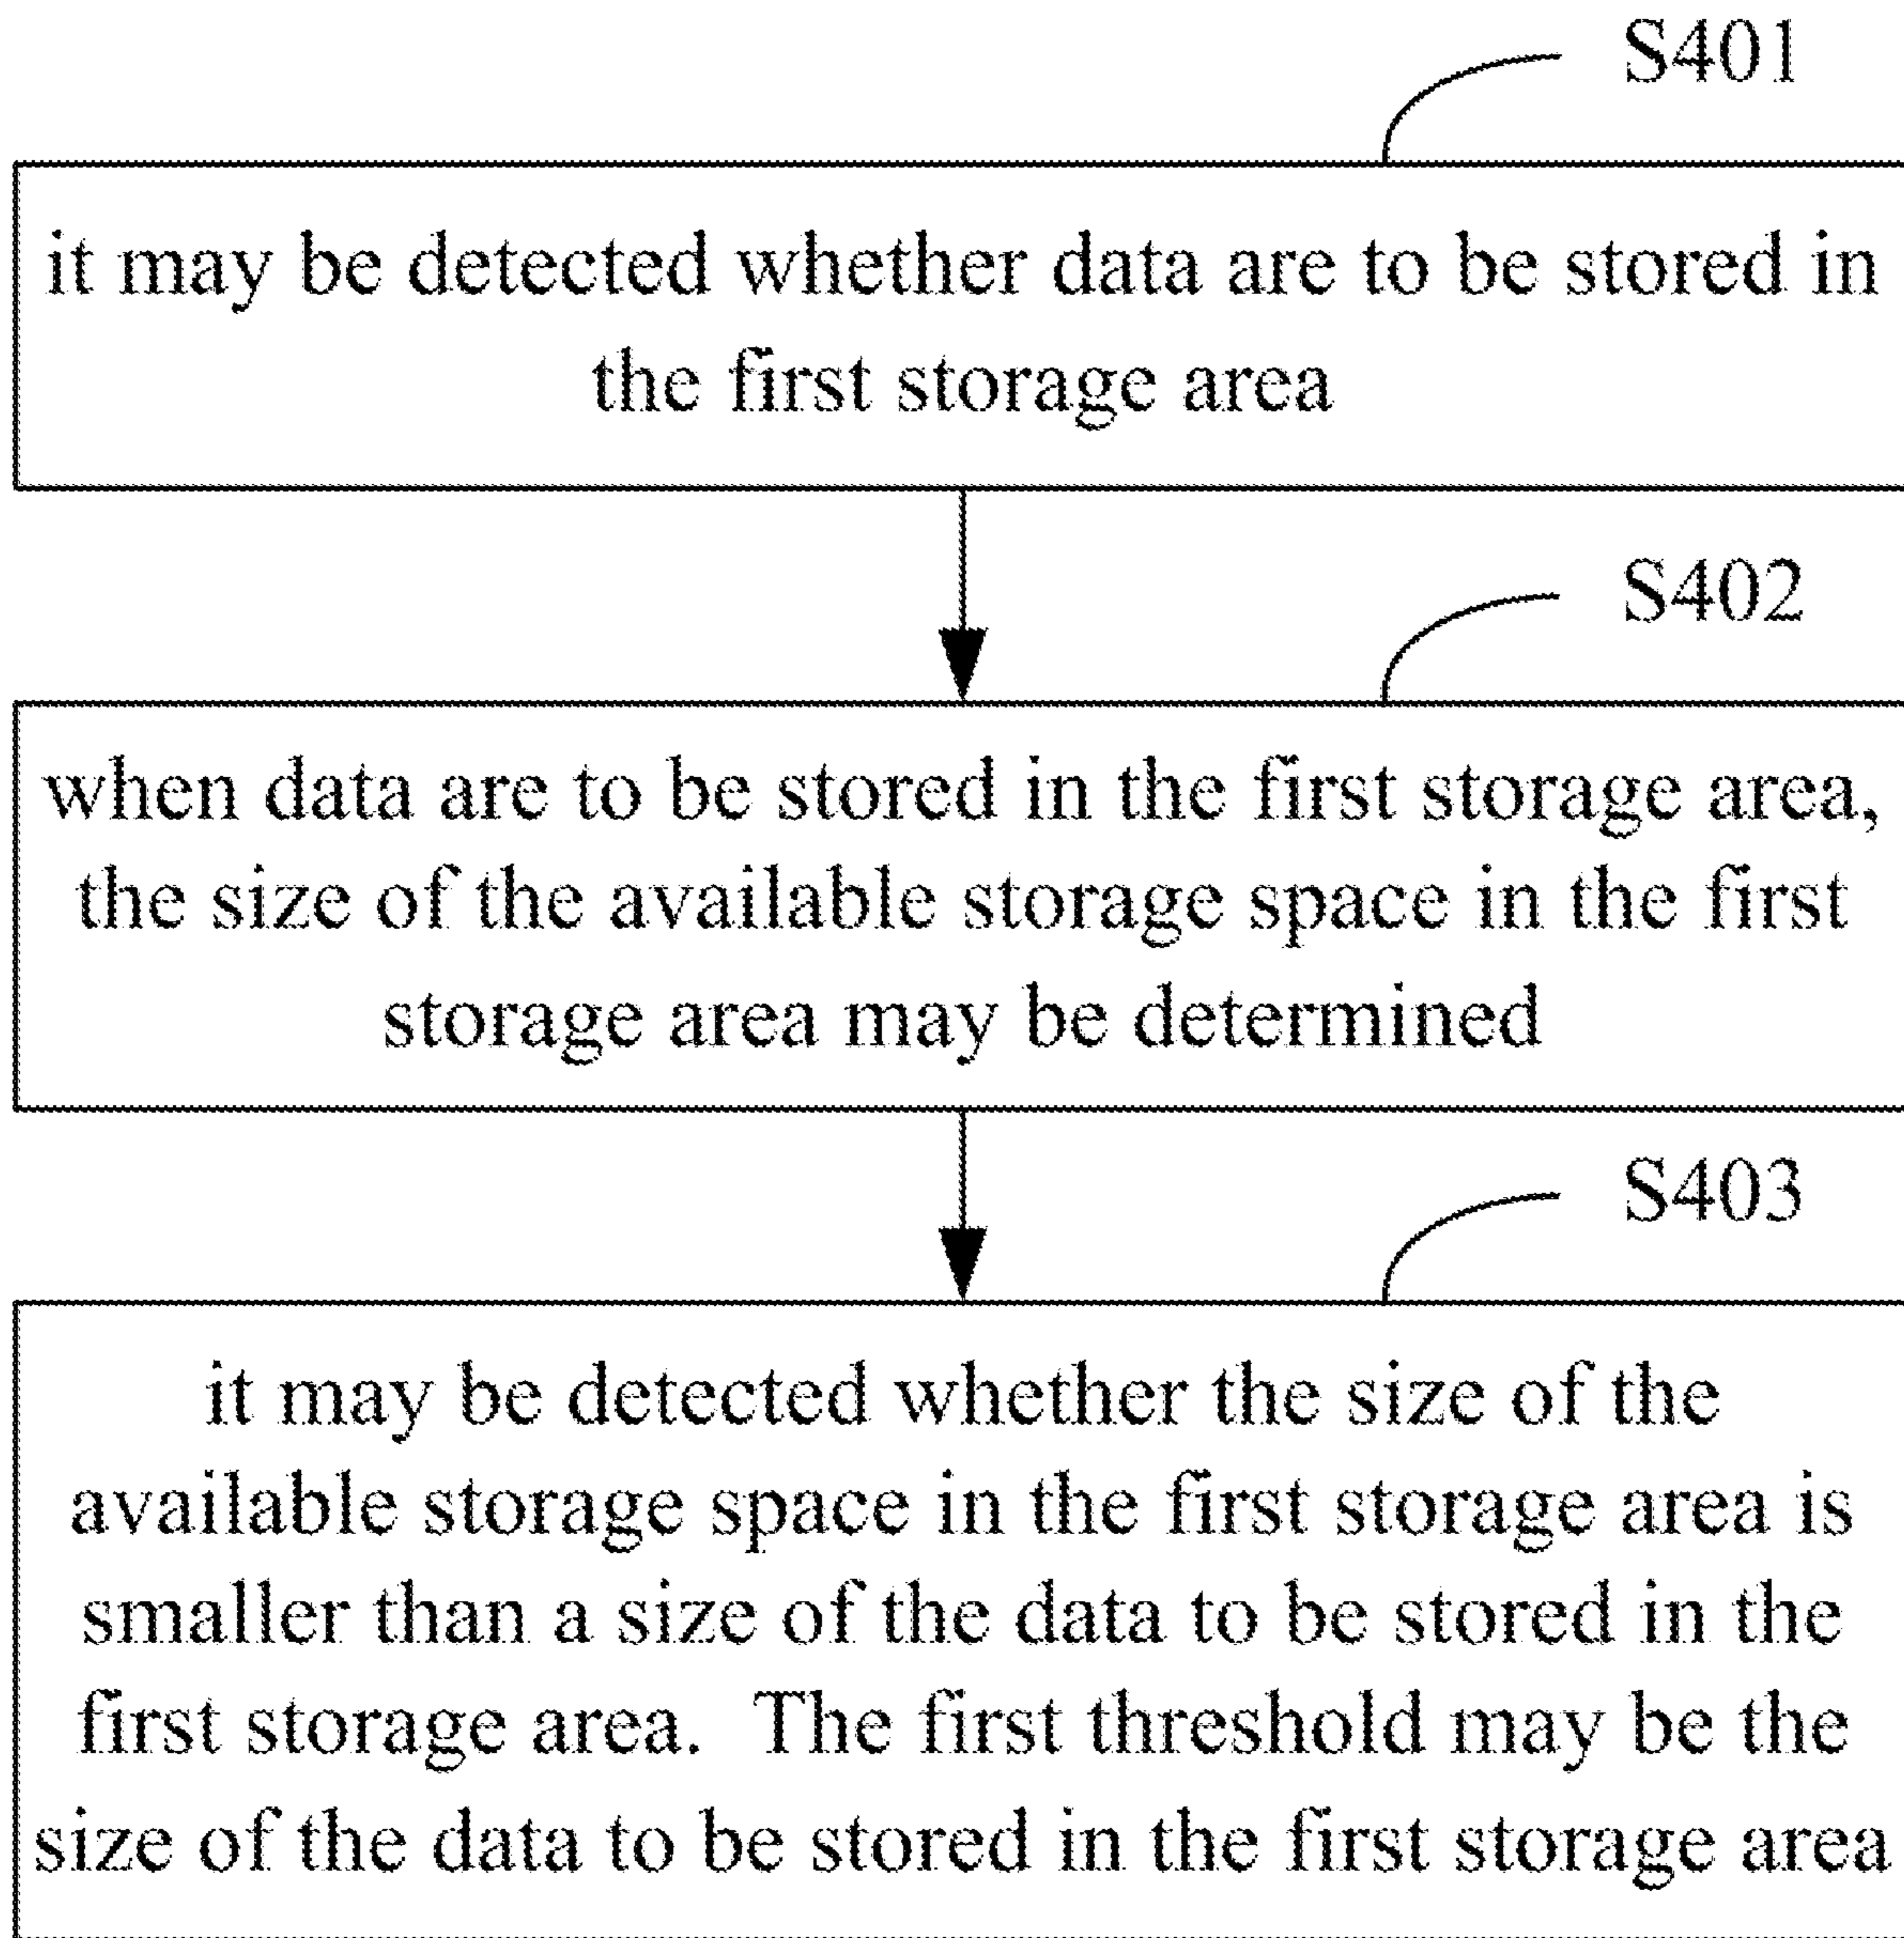 S401
it may be detected whether data are to be stored in
the first storage area
S402
when data are to be stored in the first storage area,
the size of the available storage space in the first
storage area may be determined
S403
it may be detected whether the size of the
available storage space in the first storage area is
smaller than a size of the data to be stored in the
first storage area.  The first threshold may be the
size of the data to be stored in the first storage area